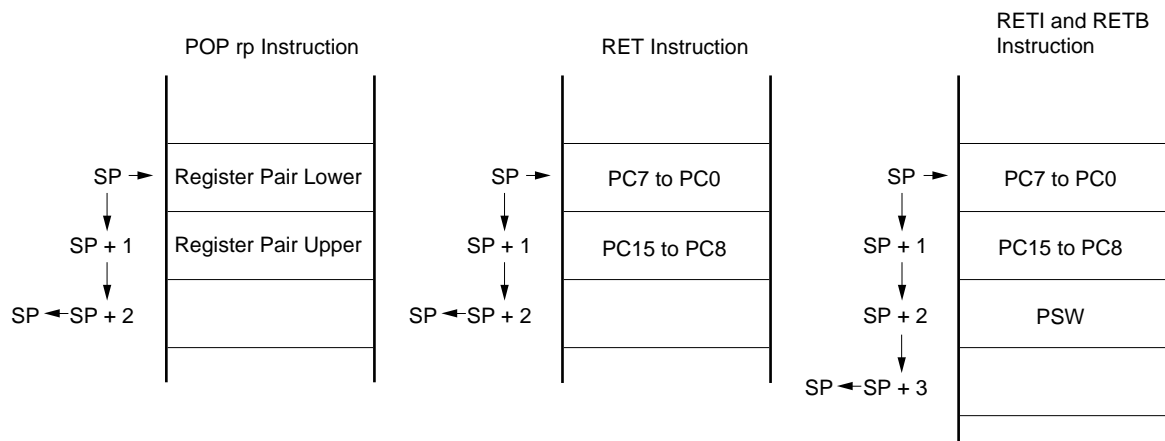 POP rp Instruction
SP
Register Pair Lower
SP + 1
Register Pair Upper
SP
SP + 2
RET Instruction
SP
PC7 to PC0
SP + 1
PC15 to PC8
SP
SP + 2
RETI and RETB
Instruction
SP
PC7 to PC0
SP + 1
PC15 to PC8
SP + 2
PSW
SP
SP + 3